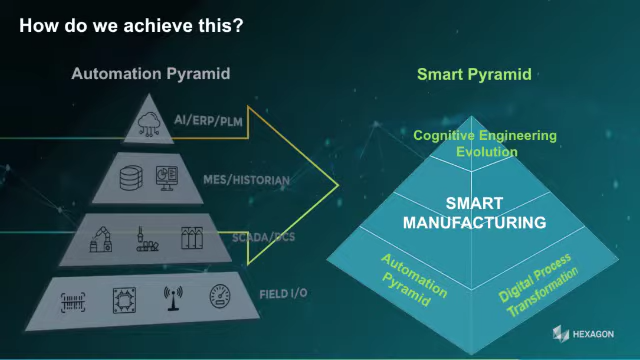 How do we achieve this?
Automation Pyramid
AI/ERP/PLM
MES/HISTORIAN
SCADA/DCS
FIELD I/O
Smart Pyramid
Cognitive Engineering
Evolution
SMART
MANUFACTURING
Automation
Pyramid
Digital Process
Transformation
HEXAGON